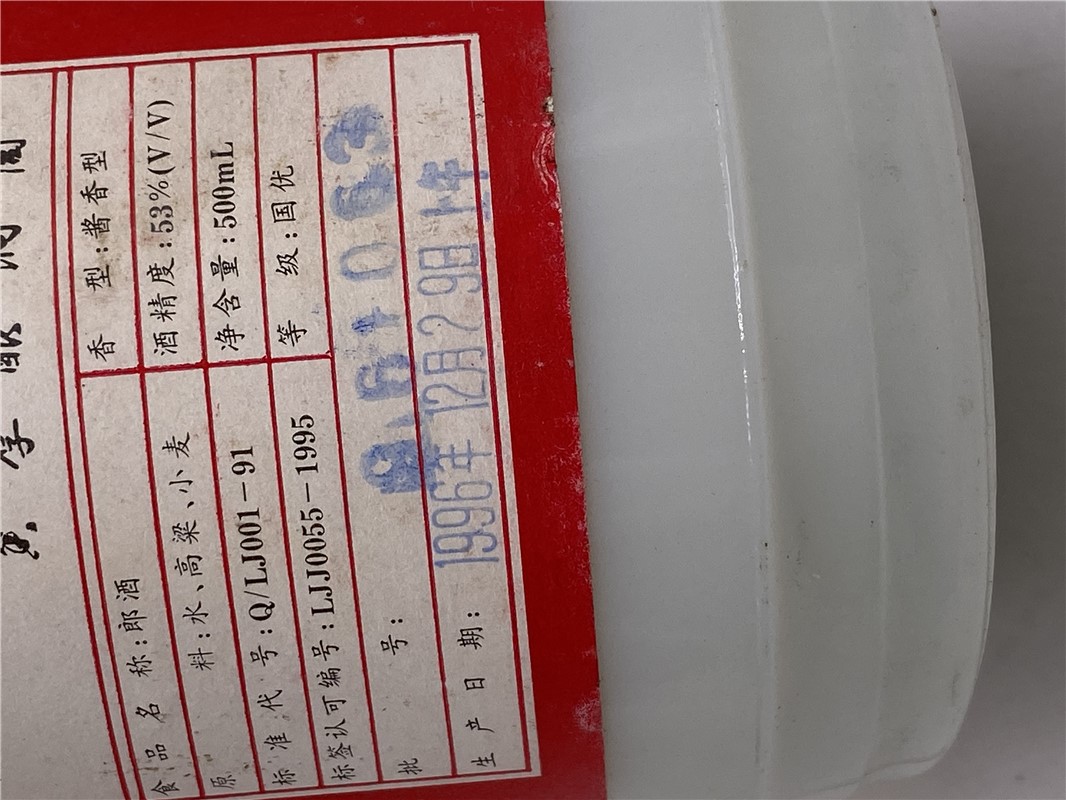 食品名称:郎酒 香型:酱香型
原料:水、高粱、小麦 酒精度:53%(V/V)
标准代号:Q/LJ001-91 净含量:500mL
标签认可编号:LJJ0055-1995 等级:国优
批号:
生产日期:1996年12月29日